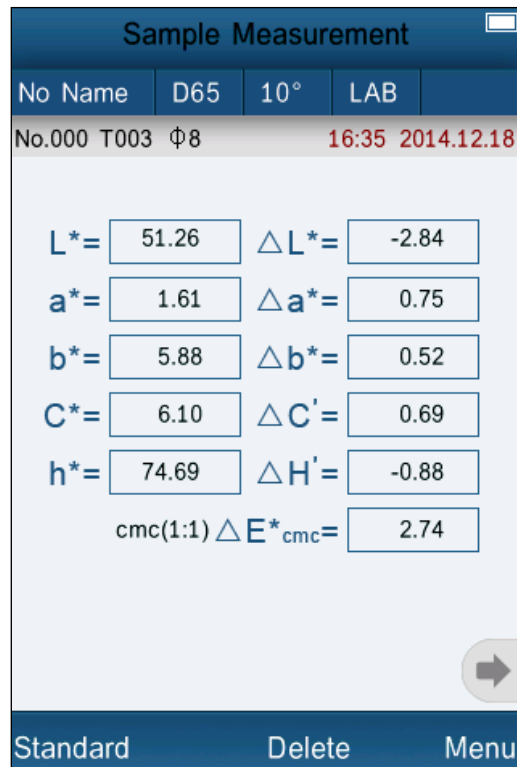 Sample Measurement
No Name D65 10° LAB
No.000 T003 Φ8 16:35 2014.12.18
L*= 51.26 △L*= -2.84
a*= 1.61 △a*= 0.75
b*= 5.88 △b*= 0.52
C*= 6.10 △C'= 0.69
h*= 74.69 △H'= -0.88
cmc(1:1) △E*cmc= 2.74
Standard Delete Menu